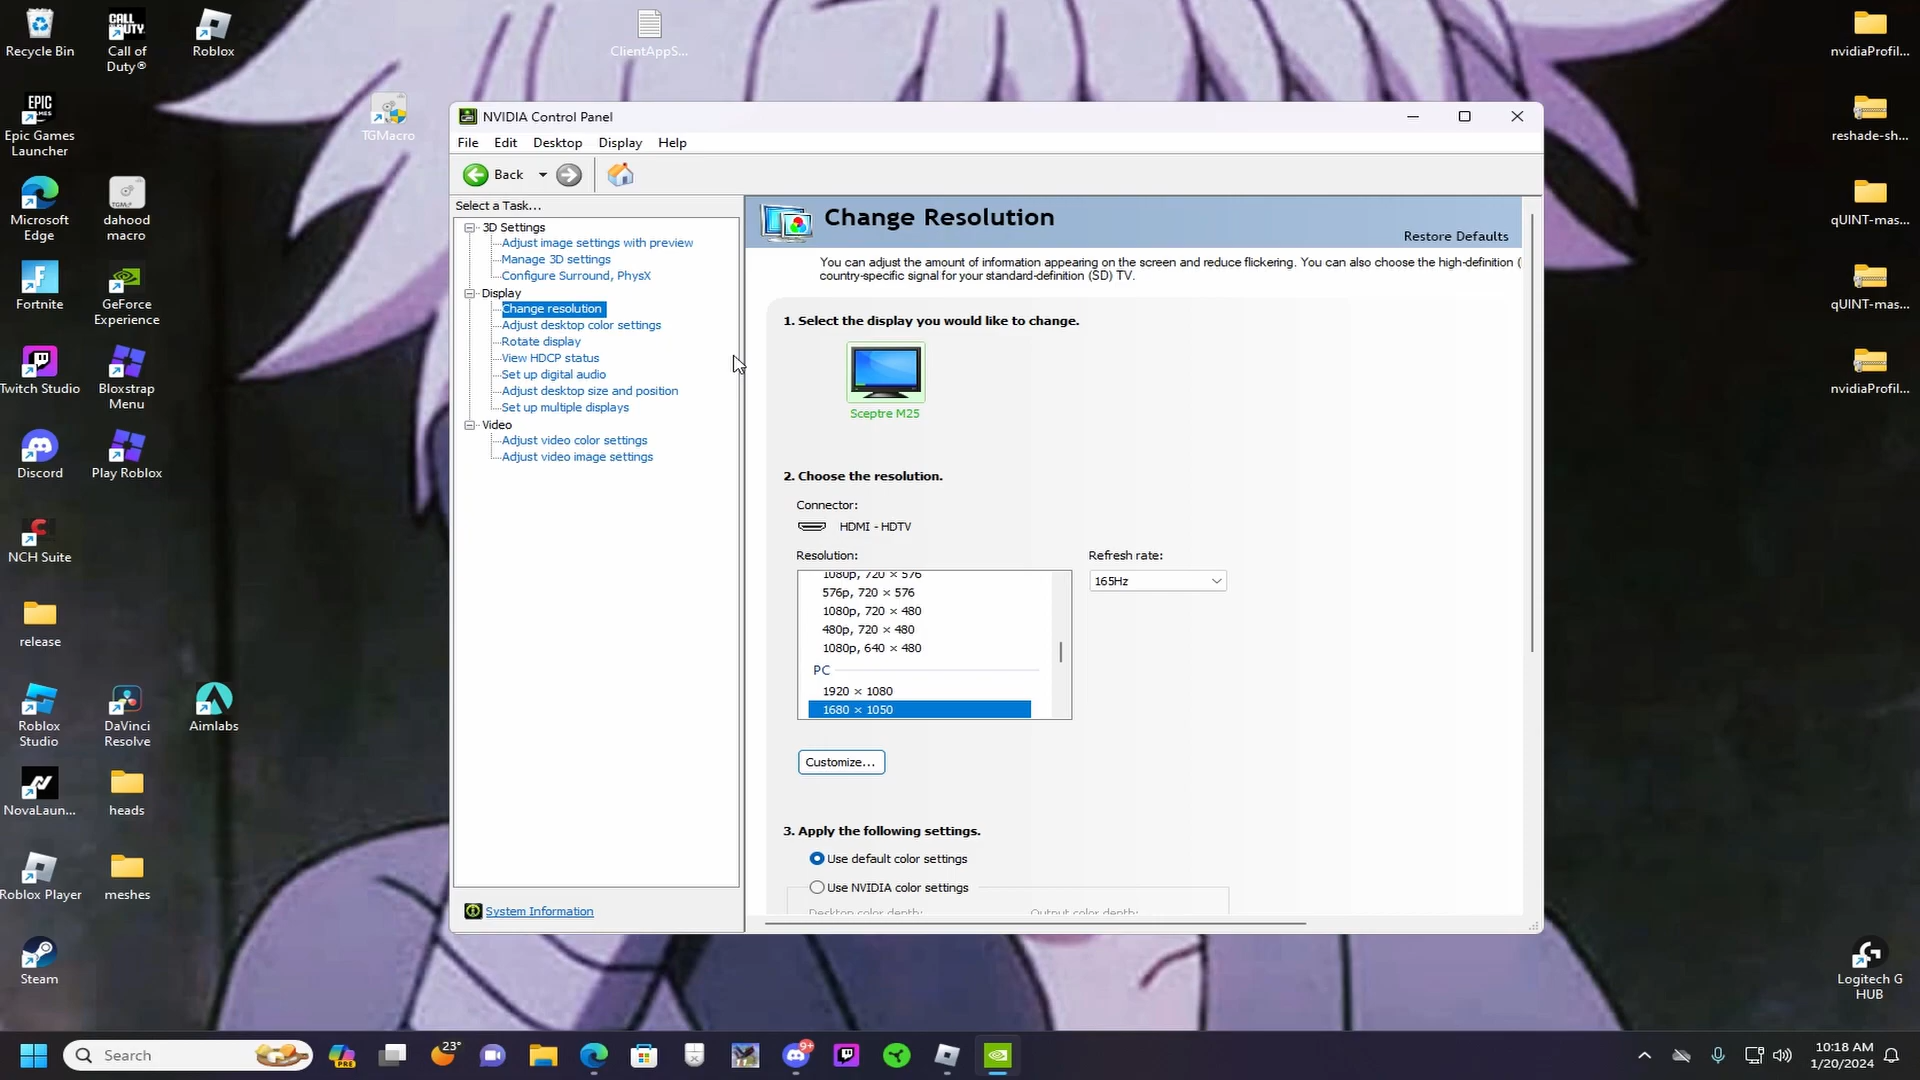 Recycle Bin
CALL OF DUTY.
Call of
Duty®
Roblox
ClientAppS...
TGMacro
EPIC
GAMES
Epic Games
Launcher
Microsoft
Edge
dahood
macro
Fortnite
GeForce
Experience
Twitch Studio
Bloxstrap
Menu
Discord
Play Roblox
NCH Suite
release
Roblox
Studio
DaVinci
Resolve
Aimlabs
NovaLaun...
heads
Roblox Player
meshes
Steam
NVIDIA Control Panel
File Edit Desktop Display Help
Back
Select a Task...
3D Settings
Adjust image settings with preview
Manage 3D settings
Configure Surround, PhysX
Display
Change resolution
Adjust desktop color settings
Rotate display
View HDCP status
Set up digital audio
Adjust desktop size and position
Set up multiple displays
Video
Adjust video color settings
Adjust video image settings
System Information
Change Resolution
Restore Defaults
You can adjust the amount of information appearing on the screen and reduce flickering. You can also choose the high-definition (
country-specific signal for your standard-definition (SD) TV.
1. Select the display you would like to change.
Sceptre M25
2. Choose the resolution.
Connector:
HDMI - HDTV
Resolution:
Refresh rate:
1080p, 720 × 576
165Hz
576p, 720 × 576
1080p, 720 × 480
480p, 720 × 480
1080p, 640 × 480
PC
1920 × 1080
1680 × 1050
Customize...
3. Apply the following settings.
Use default color settings
Use NVIDIA color settings
Desktop color depth: Output color depth:
nvidiaProfil...
reshade-sh...
qUINT-mas...
qUINT-mas...
nvidiaProfil...
Logitech G
HUB
Search
PRE
23°
9+
10:18 AM
1/20/2024